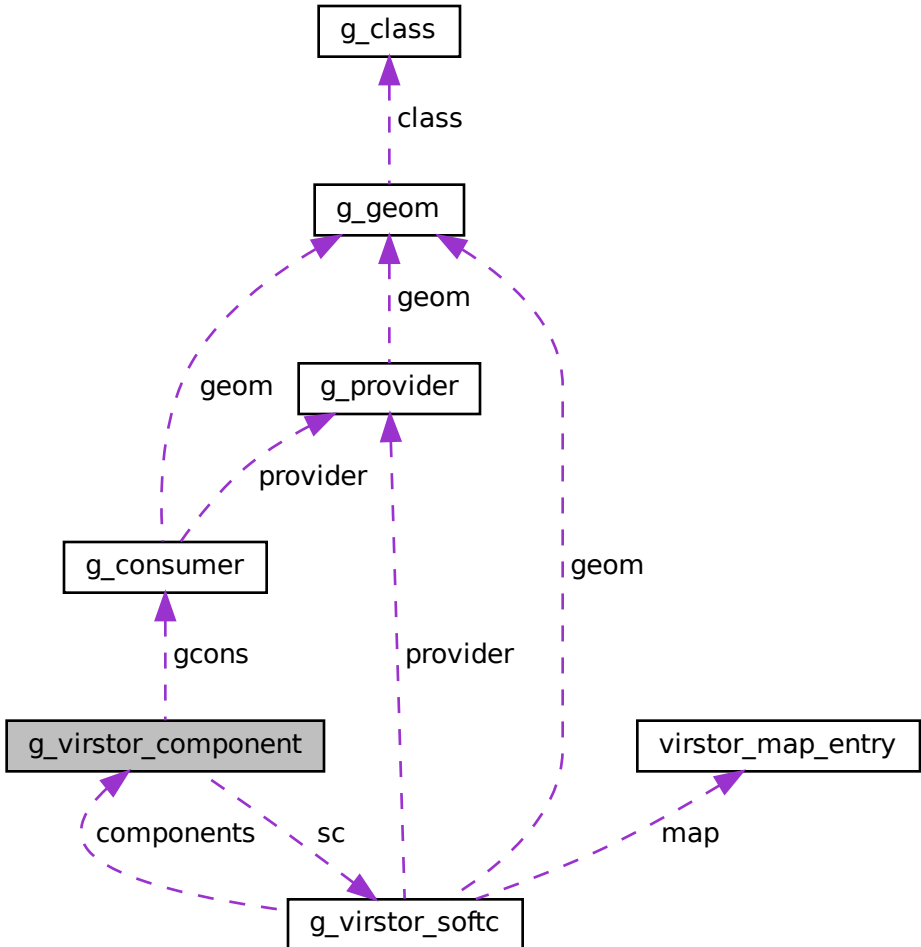 g_class
class
g_geom
geom
g_provider
geom
provider
g_consumer
geom
gcons
provider
g_virstor_component
virstor_map_entry
components
sc
map
g_virstor_softc